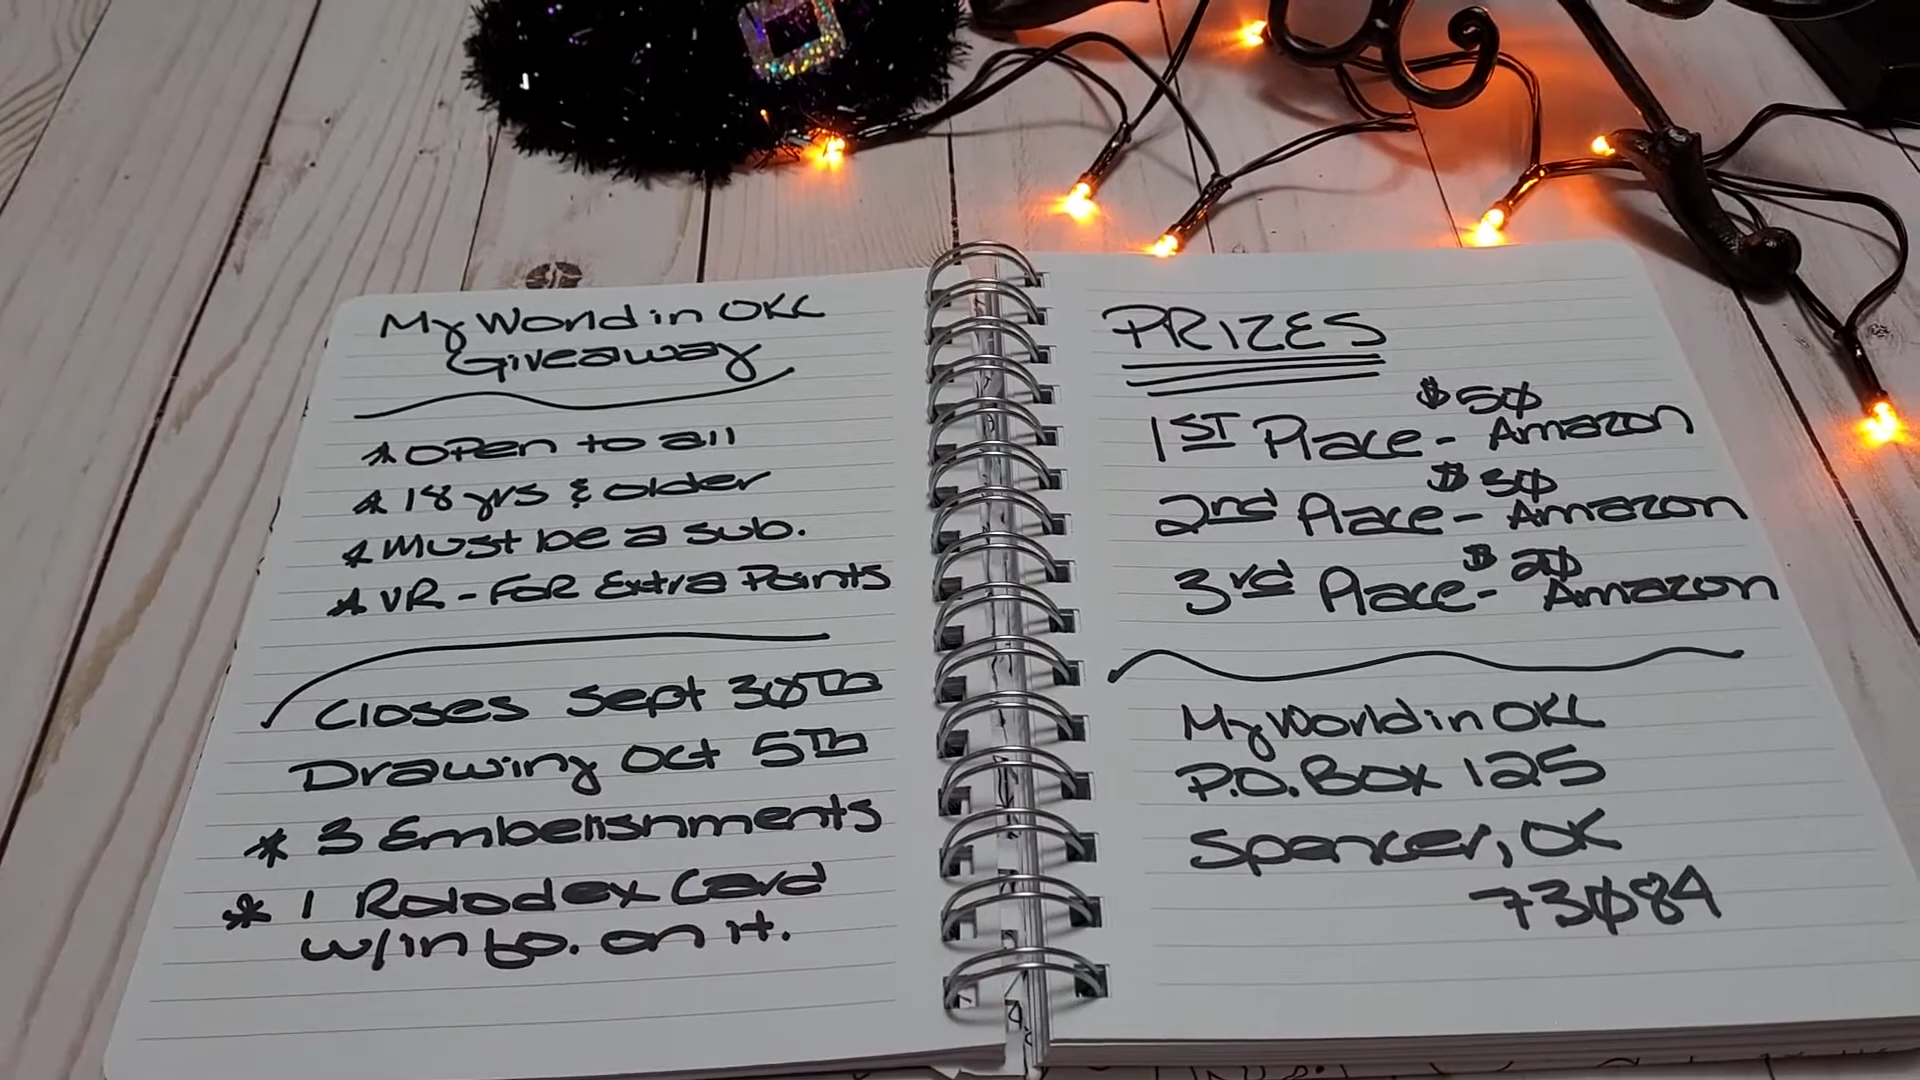 My World in OKC
Giveaway
* Open to all
* 18 yrs & older
* Must be a sub.
* VR - For Extra Points
Closes Sept 30th
Drawing Oct 5th
* 3 Embelishments
* 1 Rolodex Card
w/info. on it.
PRIZES
$50
1ST Place - Amazon
$30
2nd Place - Amazon
$20
3rd Place - Amazon
My World in OKC
P.O. Box 125
Spencer, OK
73084